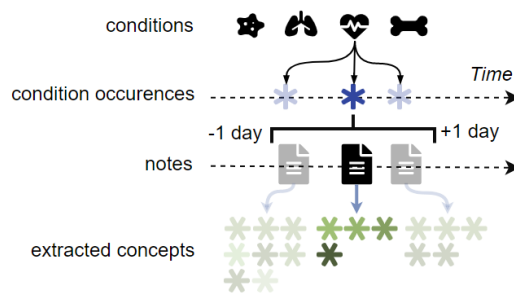 conditions
Time
condition occurences
-1 day
+1 day
notes
extracted concepts